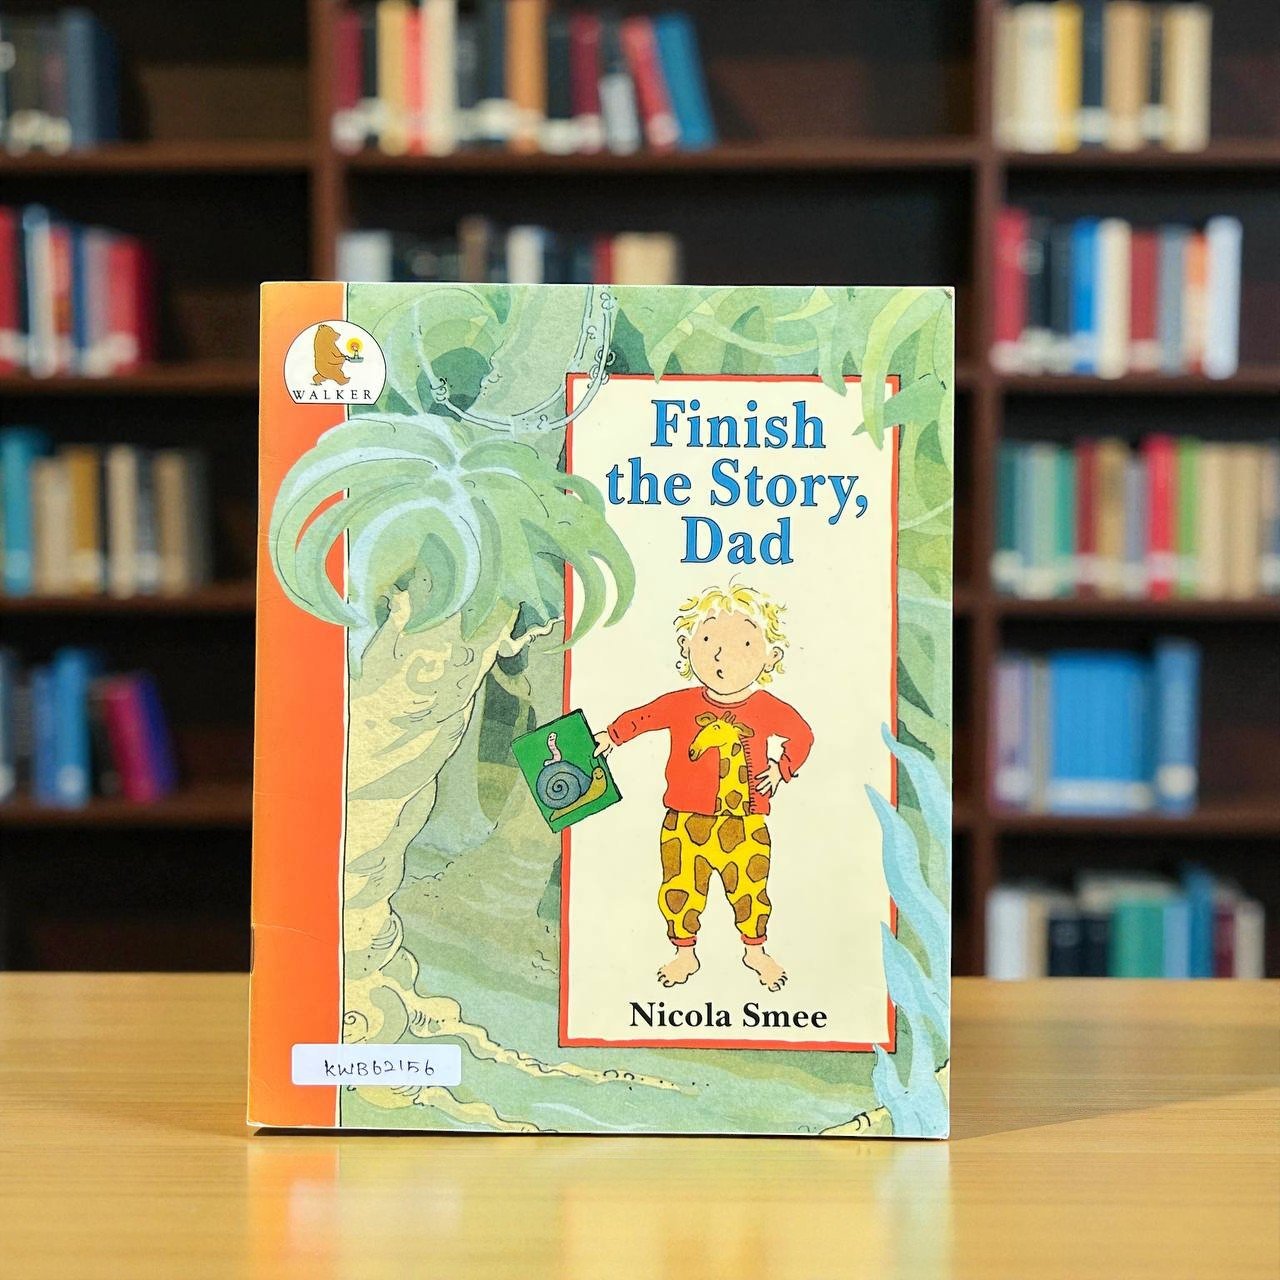 WALKER
Finish
the Story,
Dad
Nicola Smee
KWB62156